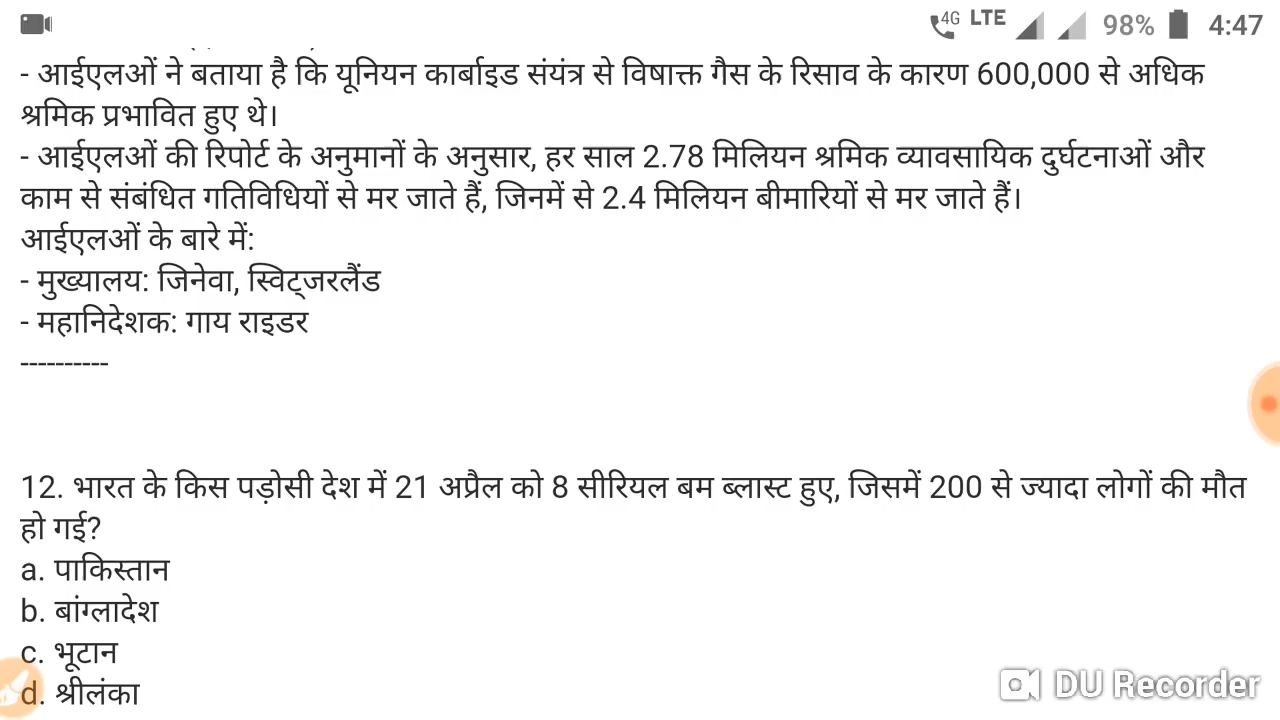 4G LTE 98% 4:47
- आईएलओं ने बताया है कि यूनियन कार्बाइड संयंत्र से विषाक्त गैस के रिसाव के कारण 600,000 से अधिक
श्रमिक प्रभावित हुए थे।
- आईएलओं की रिपोर्ट के अनुमानों के अनुसार, हर साल 2.78 मिलियन श्रमिक व्यावसायिक दुर्घटनाओं और
काम से संबंधित गतिविधियों से मर जाते हैं, जिनमें से 2.4 मिलियन बीमारियों से मर जाते हैं।
आईएलओं के बारे में:
- मुख्यालय: जिनेवा, स्विट्जरलैंड
- महानिदेशक: गाय राइडर
----------
12. भारत के किस पड़ोसी देश में 21 अप्रैल को 8 सीरियल बम ब्लास्ट हुए, जिसमें 200 से ज्यादा लोगों की मौत
हो गई?
a. पाकिस्तान
b. बांग्लादेश
c. भूटान
d. श्रीलंका
DU Recorder